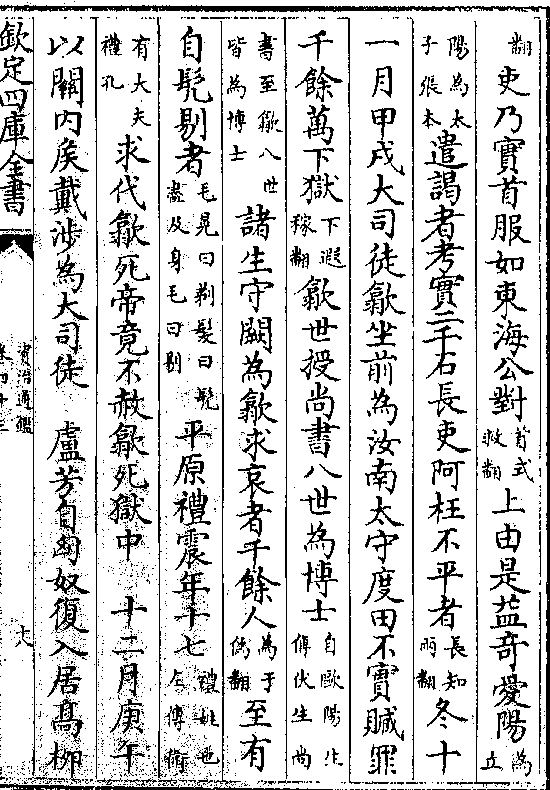 翻吏乃實首服如東海公對首式救翻上由是益奇愛陽為立
陽為太子張本遣謁者考實二千石長吏阿枉不平者長知兩翻冬十
一月甲戌大司徒歙坐前為汝南太守度田不實贓罪
千餘萬下獄下遐稼翻歙世授尚書八世為博士自歐陽生傳伏生尚
書至歙八世皆為博士諸生守闕為歙求哀者千餘人為于偽翻至有
自髡剔者毛晃曰剃髮曰髡盡及身毛曰剔平原禮震年十七禮姓也左傳衛
有大夫禮孔求代歙死帝竟不赦歙死獄中 十二月庚午
以關內侯戴涉為大司徒 盧芳自匈奴復入居高柳
欽定四庫全書
資治通鑑
卷四十三
十八